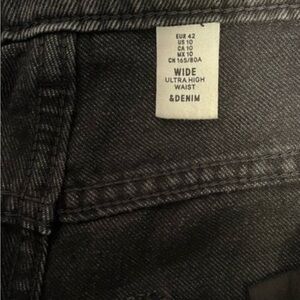 EUR 42
US 10
CA 10
MX 10
CN 165/80A
WIDE
ULTRA HIGH
WAIST
&DENIM